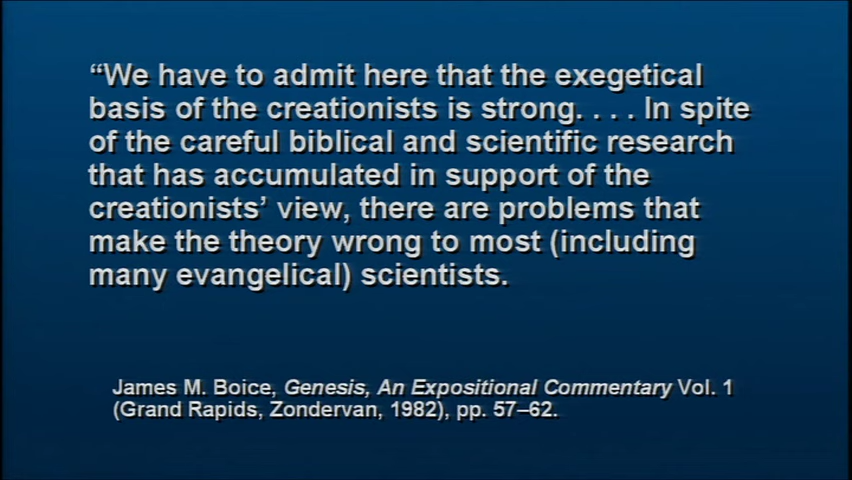 “We have to admit here that the exegetical
basis of the creationists is strong. . . . In spite
of the careful biblical and scientific research
that has accumulated in support of the
creationists’ view, there are problems that
make the theory wrong to most (including
many evangelical) scientists.
James M. Boice, Genesis, An Expositional Commentary Vol. 1
(Grand Rapids, Zondervan, 1982), pp. 57–62.